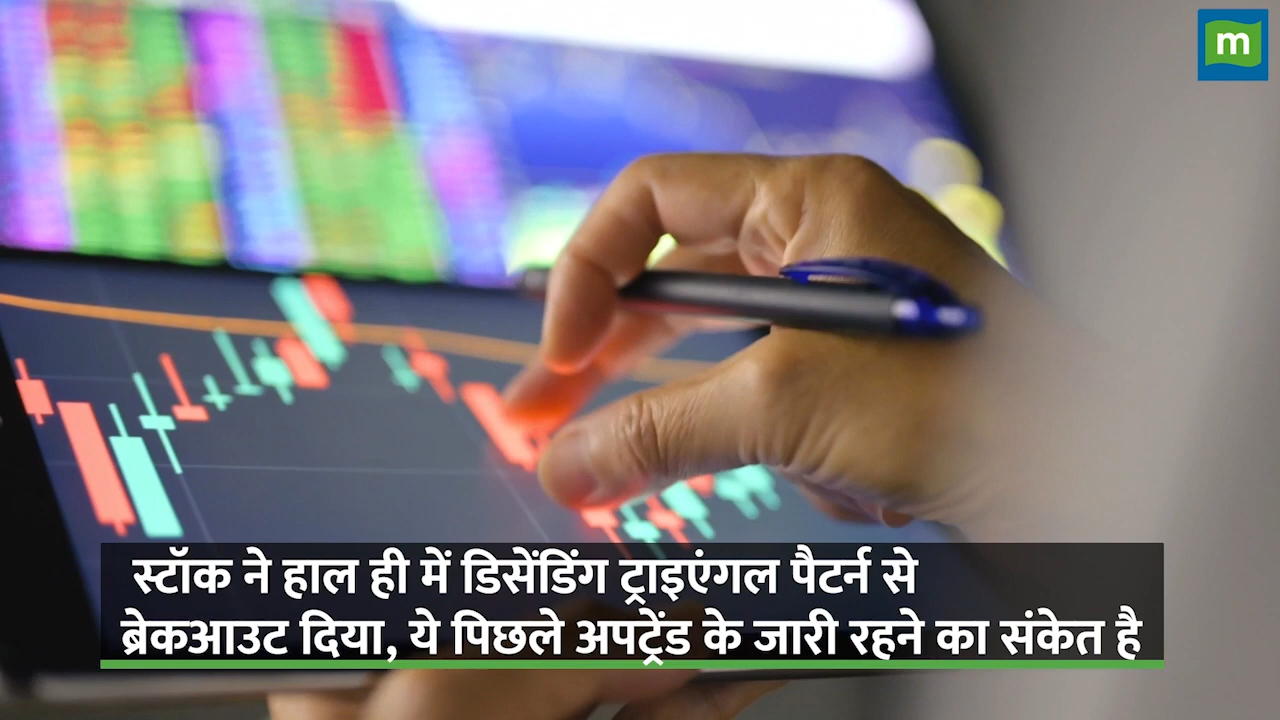 m
स्टॉक ने हाल ही में डिसेंडिंग ट्राइएंगल पैटर्न से
ब्रेकआउट दिया, ये पिछले अपट्रेंड के जारी रहने का संकेत है